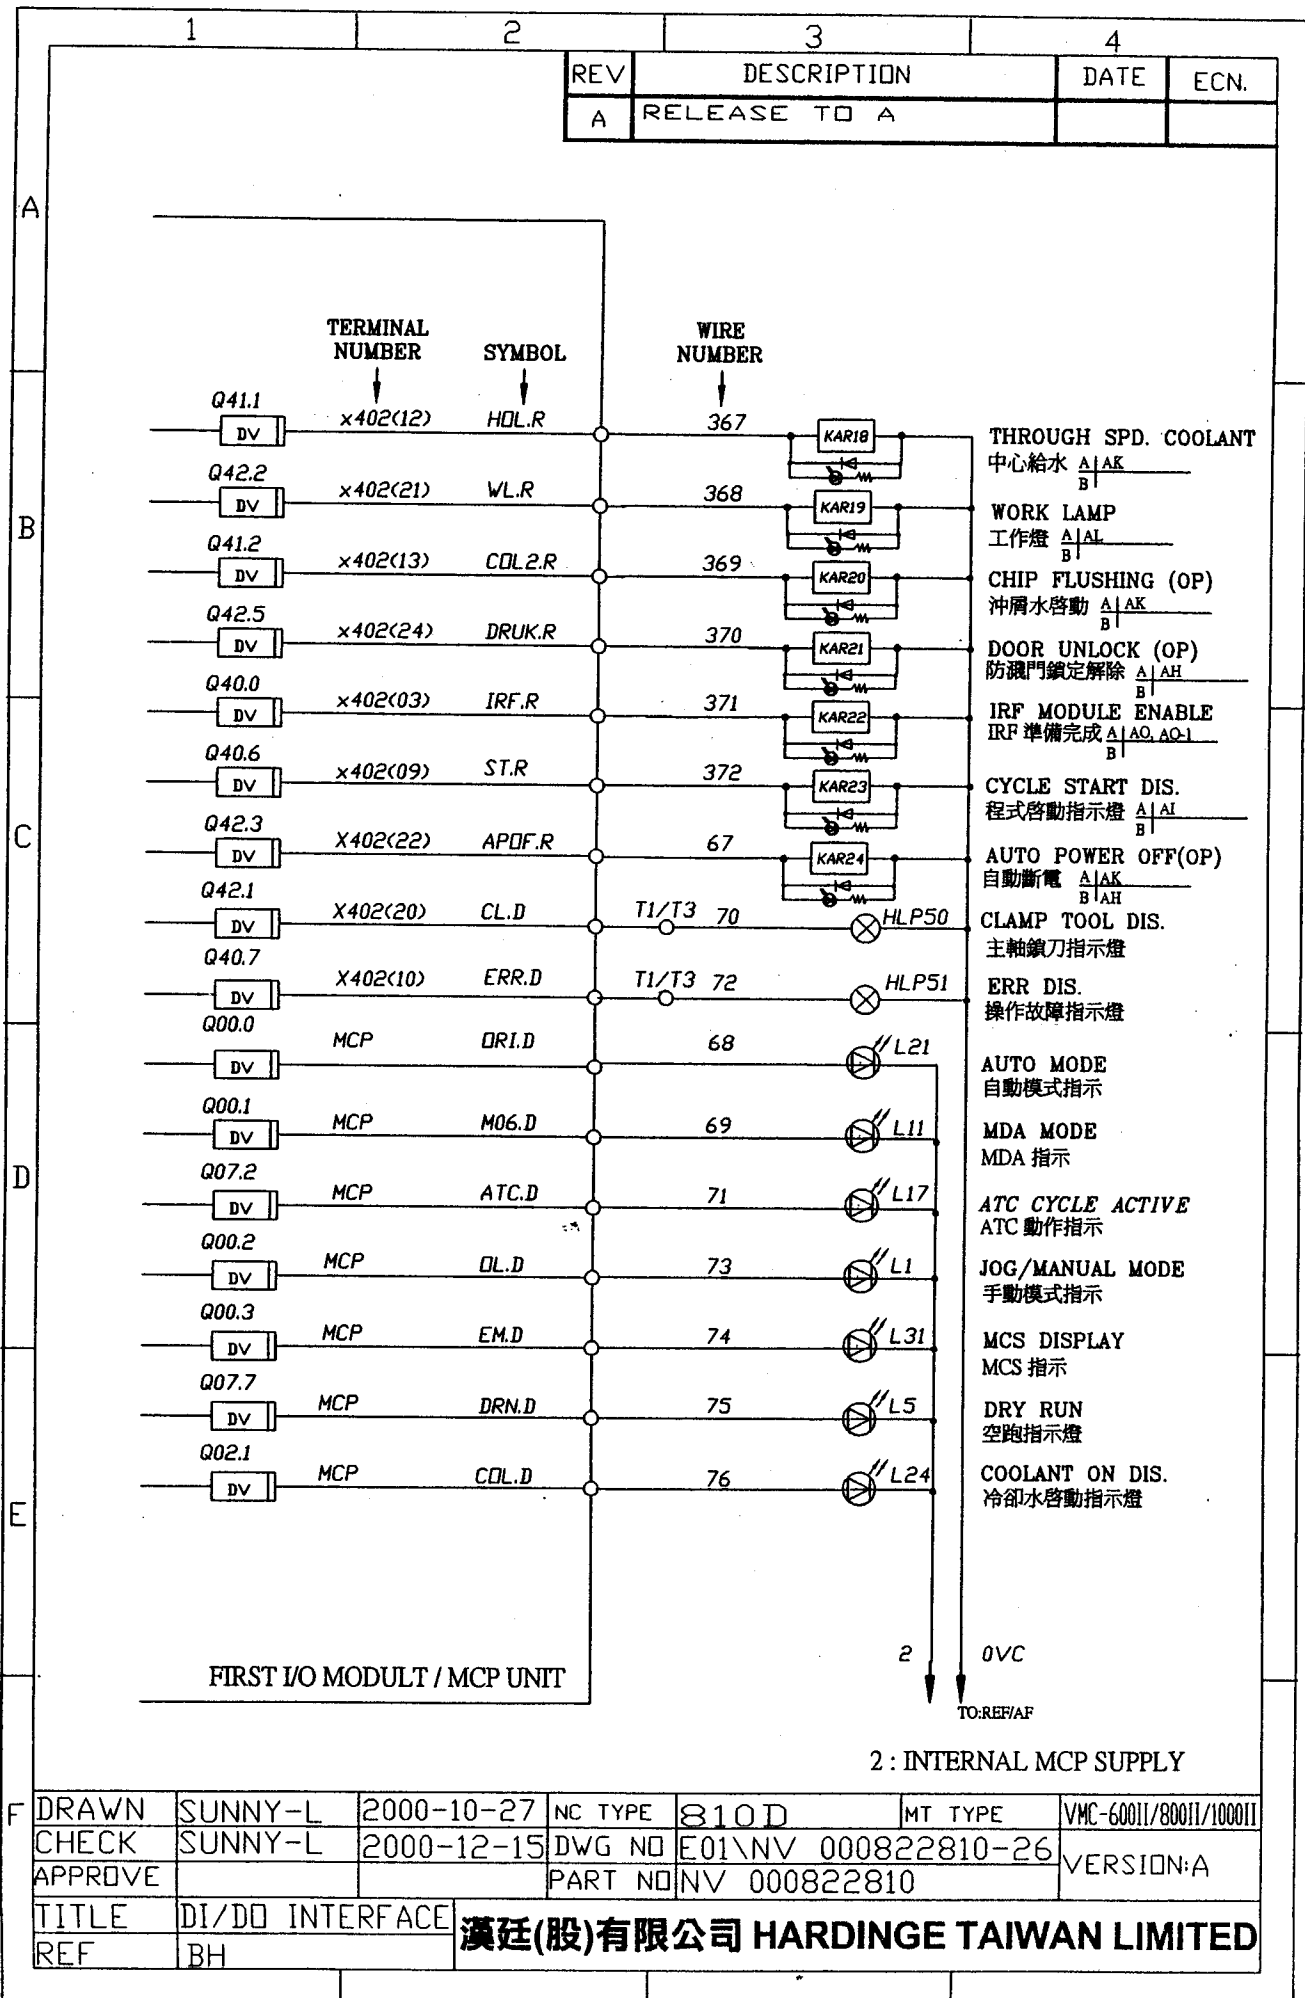 1 2 3 4
REV DESCRIPTION DATE ECN.
A RELEASE TO A
A
B
C
D
E
F
TERMINAL NUMBER SYMBOL WIRE NUMBER
Q41.1 DV x402(12) HOL.R 367 KAR18 THROUGH SPD. COOLANT
中心給水 A AK B
Q42.2 DV x402(21) WL.R 368 KAR19 WORK LAMP
工作燈 A AL B
Q41.2 DV x402(13) COL2.R 369 KAR20 CHIP FLUSHING (OP)
沖屑水啓動 A AK B
Q42.5 DV x402(24) DRUK.R 370 KAR21 DOOR UNLOCK (OP)
防濺門鎖定解除 A AH B
Q40.0 DV x402(03) IRF.R 371 KAR22 IRF MODULE ENABLE
IRF 準備完成 A AO, AO-1 B
Q40.6 DV x402(09) ST.R 372 KAR23 CYCLE START DIS.
程式啓動指示燈 A AI B
Q42.3 DV X402(22) APOF.R 67 KAR24 AUTO POWER OFF(OP)
自動斷電 A AK B AH
Q42.1 DV X402(20) CL.D T1/T3 70 HLP50 CLAMP TOOL DIS.
主軸鎖刀指示燈
Q40.7 DV X402(10) ERR.D T1/T3 72 HLP51 ERR DIS.
操作故障指示燈
Q00.0 DV MCP ORI.D 68 L21 AUTO MODE
自動模式指示
Q00.1 DV MCP M06.D 69 L11 MDA MODE
MDA 指示
Q07.2 DV MCP ATC.D 71 L17 ATC CYCLE ACTIVE
ATC 動作指示
Q00.2 DV MCP OL.D 73 L1 JOG/MANUAL MODE
手動模式指示
Q00.3 DV MCP EM.D 74 L31 MCS DISPLAY
MCS 指示
Q07.7 DV MCP DRN.D 75 L5 DRY RUN
空跑指示燈
Q02.1 DV MCP COL.D 76 L24 COOLANT ON DIS.
冷卻水啓動指示燈
2 0VC
FIRST I/O MODULT / MCP UNIT
TO:REF/AF
2 : INTERNAL MCP SUPPLY
DRAWN SUNNY-L 2000-10-27 NC TYPE 810D MT TYPE VMC-600II/800II/1000II
CHECK SUNNY-L 2000-12-15 DWG NO E01\NV 000822810-26 VERSION:A
APPROVE PART NO NV 000822810
TITLE DI/DO INTERFACE
REF BH
漢廷(股)有限公司 HARDINGE TAIWAN LIMITED